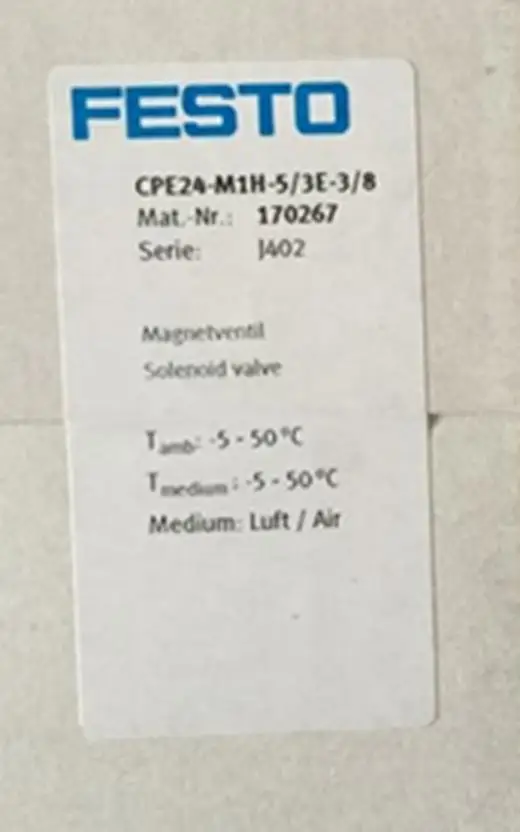 FESTO
CPE24-M1H-5/3E-3/8
Mat.-Nr.: 170267
Serie: J402
Magnetventil
Solenoid valve
Tamb: -5 - 50 °C
Tmedium: -5 - 50 °C
Medium: Luft / Air